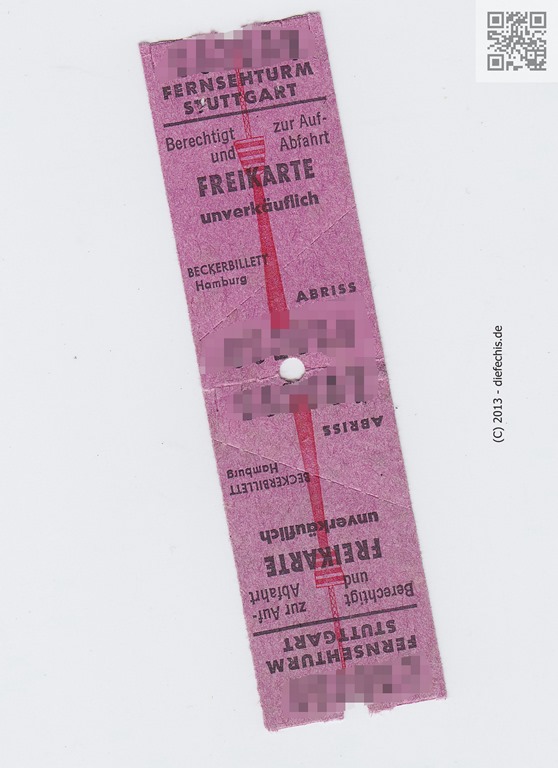 FERNSEHTURM
STUTTGART
Berechtigt zur Auf-
und Abfahrt
FREIKARTE
unverkäuflich
BECKERBILLETT
Hamburg
ABRISS
ABRISS
BECKERBILLETT
Hamburg
unverkäuflich
FREIKARTE
Berechtigt zur Auf-
und Abfahrt
FERNSEHTURM
STUTTGART
(C) 2013 - diefechis.de